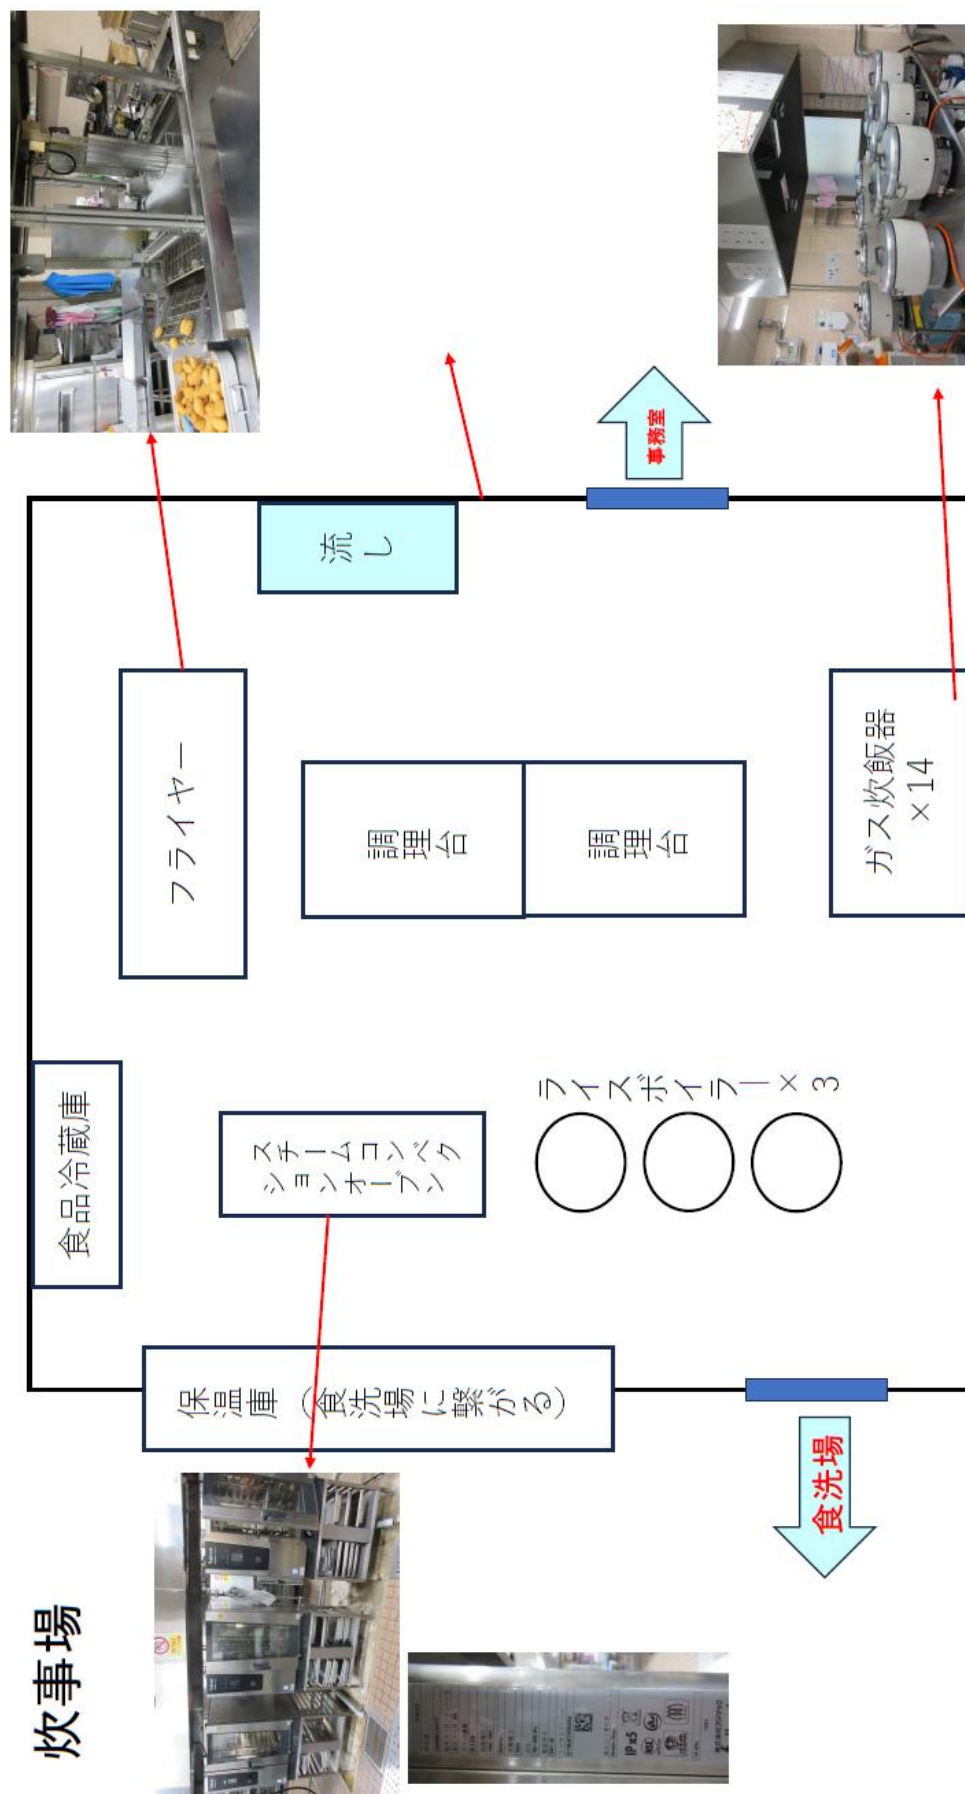 炊事場
保温庫（食洗場に繋がる）
食洗場
食品冷蔵庫
スチームコンベク
ションオーブン
ライスボイラー×3
フライヤー
調理台
調理台
ガス炊飯器
×14
流し
事務室
IPX5